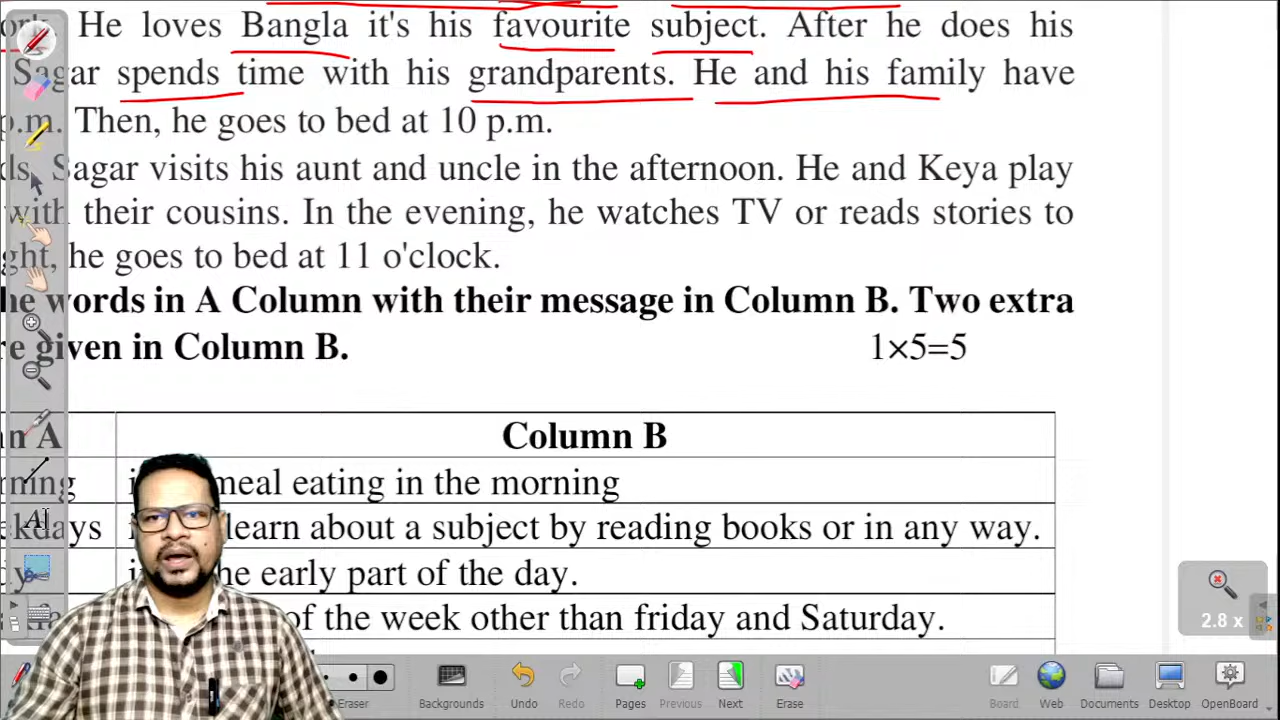 He loves Bangla it's his favourite subject. After he does his
Sagar spends time with his grandparents. He and his family have
p.m. Then, he goes to bed at 10 p.m.
Sagar visits his aunt and uncle in the afternoon. He and Keya play
with their cousins. In the evening, he watches TV or reads stories to
he goes to bed at 11 o'clock.
he words in A Column with their message in Column B. Two extra
re given in Column B.
1×5=5
n A
Column B
meal eating in the morning
learn about a subject by reading books or in any way.
he early part of the day.
of the week other than friday and Saturday.
2.8 x
Eraser
Backgrounds
Undo
Redo
Pages
Previous
Next
Erase
Board
Web
Documents
Desktop
OpenBoard